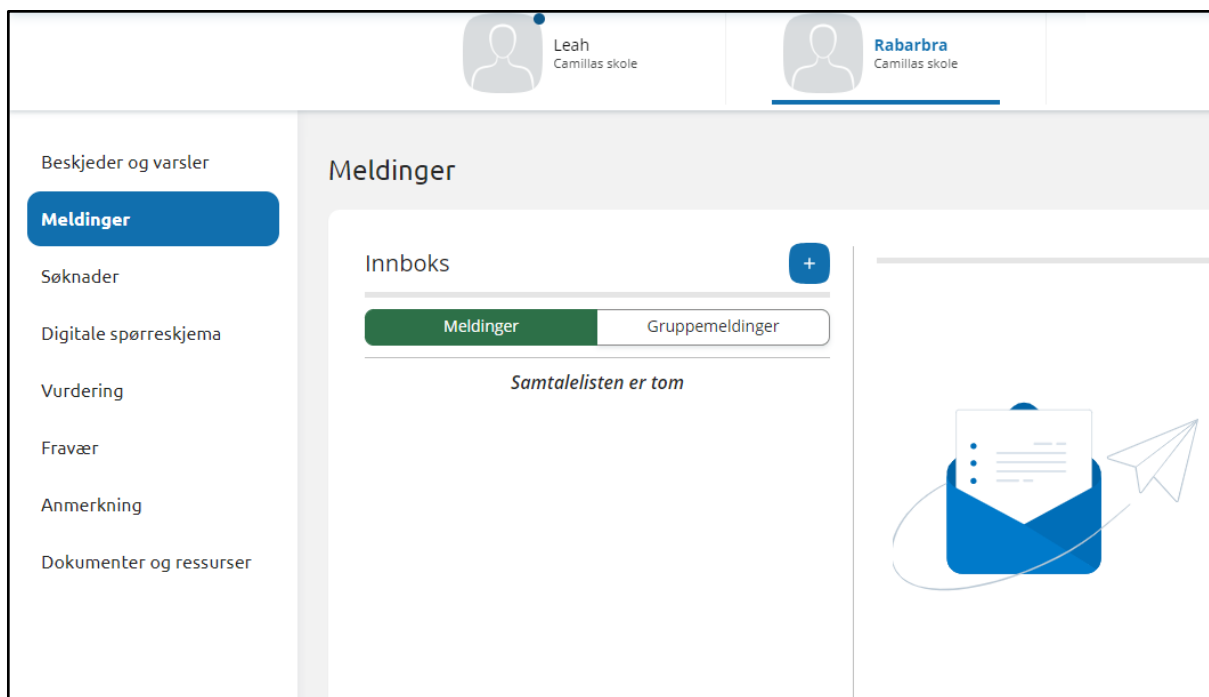 Leah
Camillas skole
Rabarbra
Camillas skole
Beskjeder og varsler
Meldinger
Søknader
Digitale spørreskjema
Vurdering
Fravær
Anmerkning
Dokumenter og ressurser
Meldinger
Innboks
+
Meldinger
Gruppemeldinger
Samtalelisten er tom